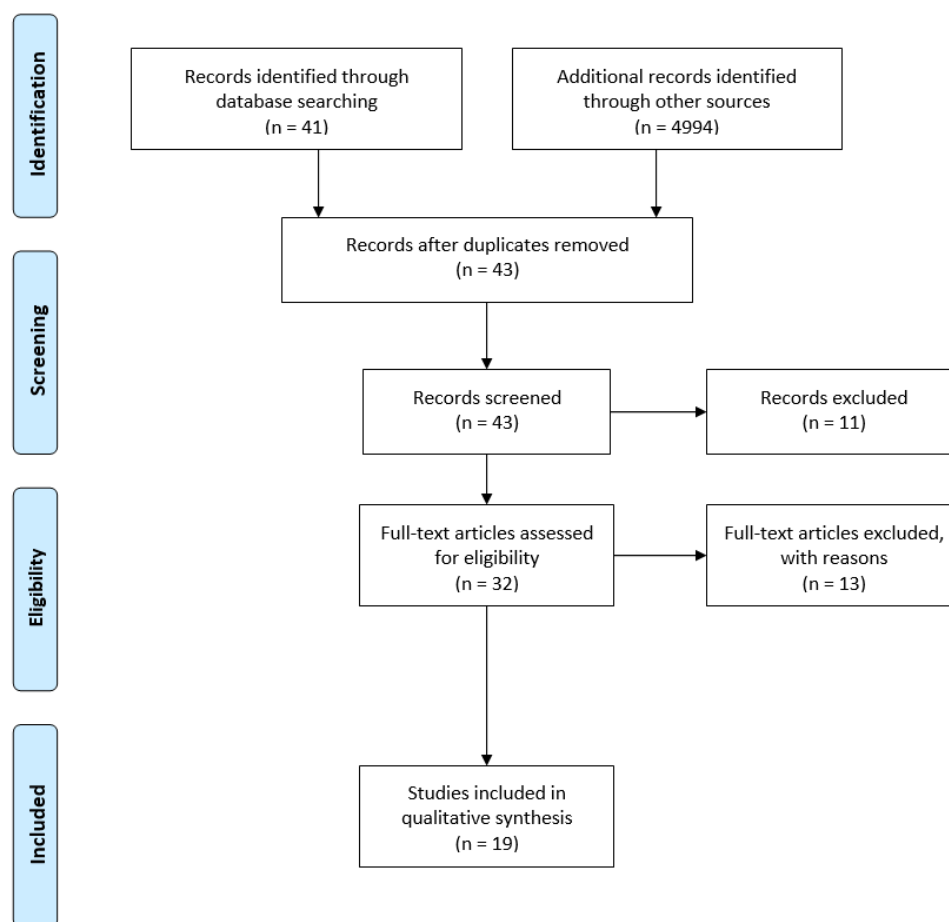 Identification
Records identified through
database searching
(n = 41)
Additional records identified
through other sources
(n = 4994)
Screening
Records after duplicates removed
(n = 43)
Records screened
(n = 43)
Records excluded
(n = 11)
Eligibility
Full-text articles assessed
for eligibility
(n = 32)
Full-text articles excluded,
with reasons
(n = 13)
Included
Studies included in
qualitative synthesis
(n = 19)